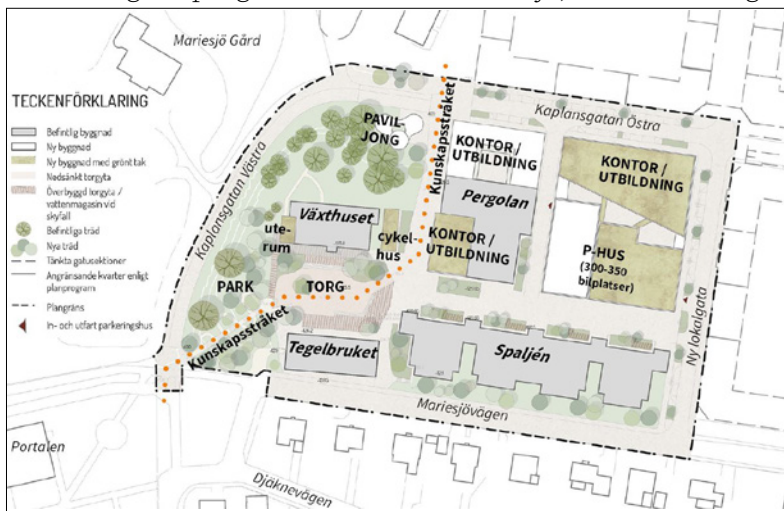 Mariesjö Gård
TECKENFÖRKLARING
Befintlig byggnad
Ny byggnad
Ny byggnad med grönt tak
Nedsänkt torgyta
Överbyggd torgyta /
vattenmagasin vid
skyfall
Befintliga träd
Nya träd
Tänkta gatusektioner
Angränsande kvarter enligt
planprogram
Plangräns
In- och utfart parkeringshus
Kaplansgatan Västra
Kaplansgatan Östra
PAVIL-
JONG
Kunskapsstråket
KONTOR /
UTBILDNING
KONTOR /
UTBILDNING
Pergolan
Växthuset
ute-
rum
cykel-
hus
KONTOR /
UTBILDNING
P-HUS
(300-350
bilplatser)
PARK
TORG
Kunskapsstråket
Tegelbruket
Spaljén
Ny lokalgata
Mariesjövägen
Portalen
Djäknevägen